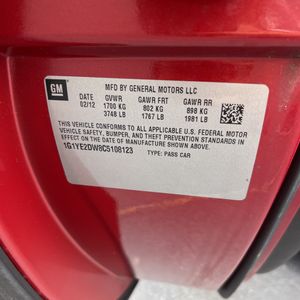 GM
MFD BY GENERAL MOTORS LLC
DATE GVWR GAWR FRT GAWR RR
02/12 1700 KG 802 KG 898 KG
3748 LB 1767 LB 1981 LB
THIS VEHICLE CONFORMS TO ALL APPLICABLE U.S. FEDERAL MOTOR
VEHICLE SAFETY, BUMPER, AND THEFT PREVENTION STANDARDS IN
EFFECT ON THE DATE OF MANUFACTURE SHOWN ABOVE.
1G1YE2DW8C5108123
TYPE: PASS CAR